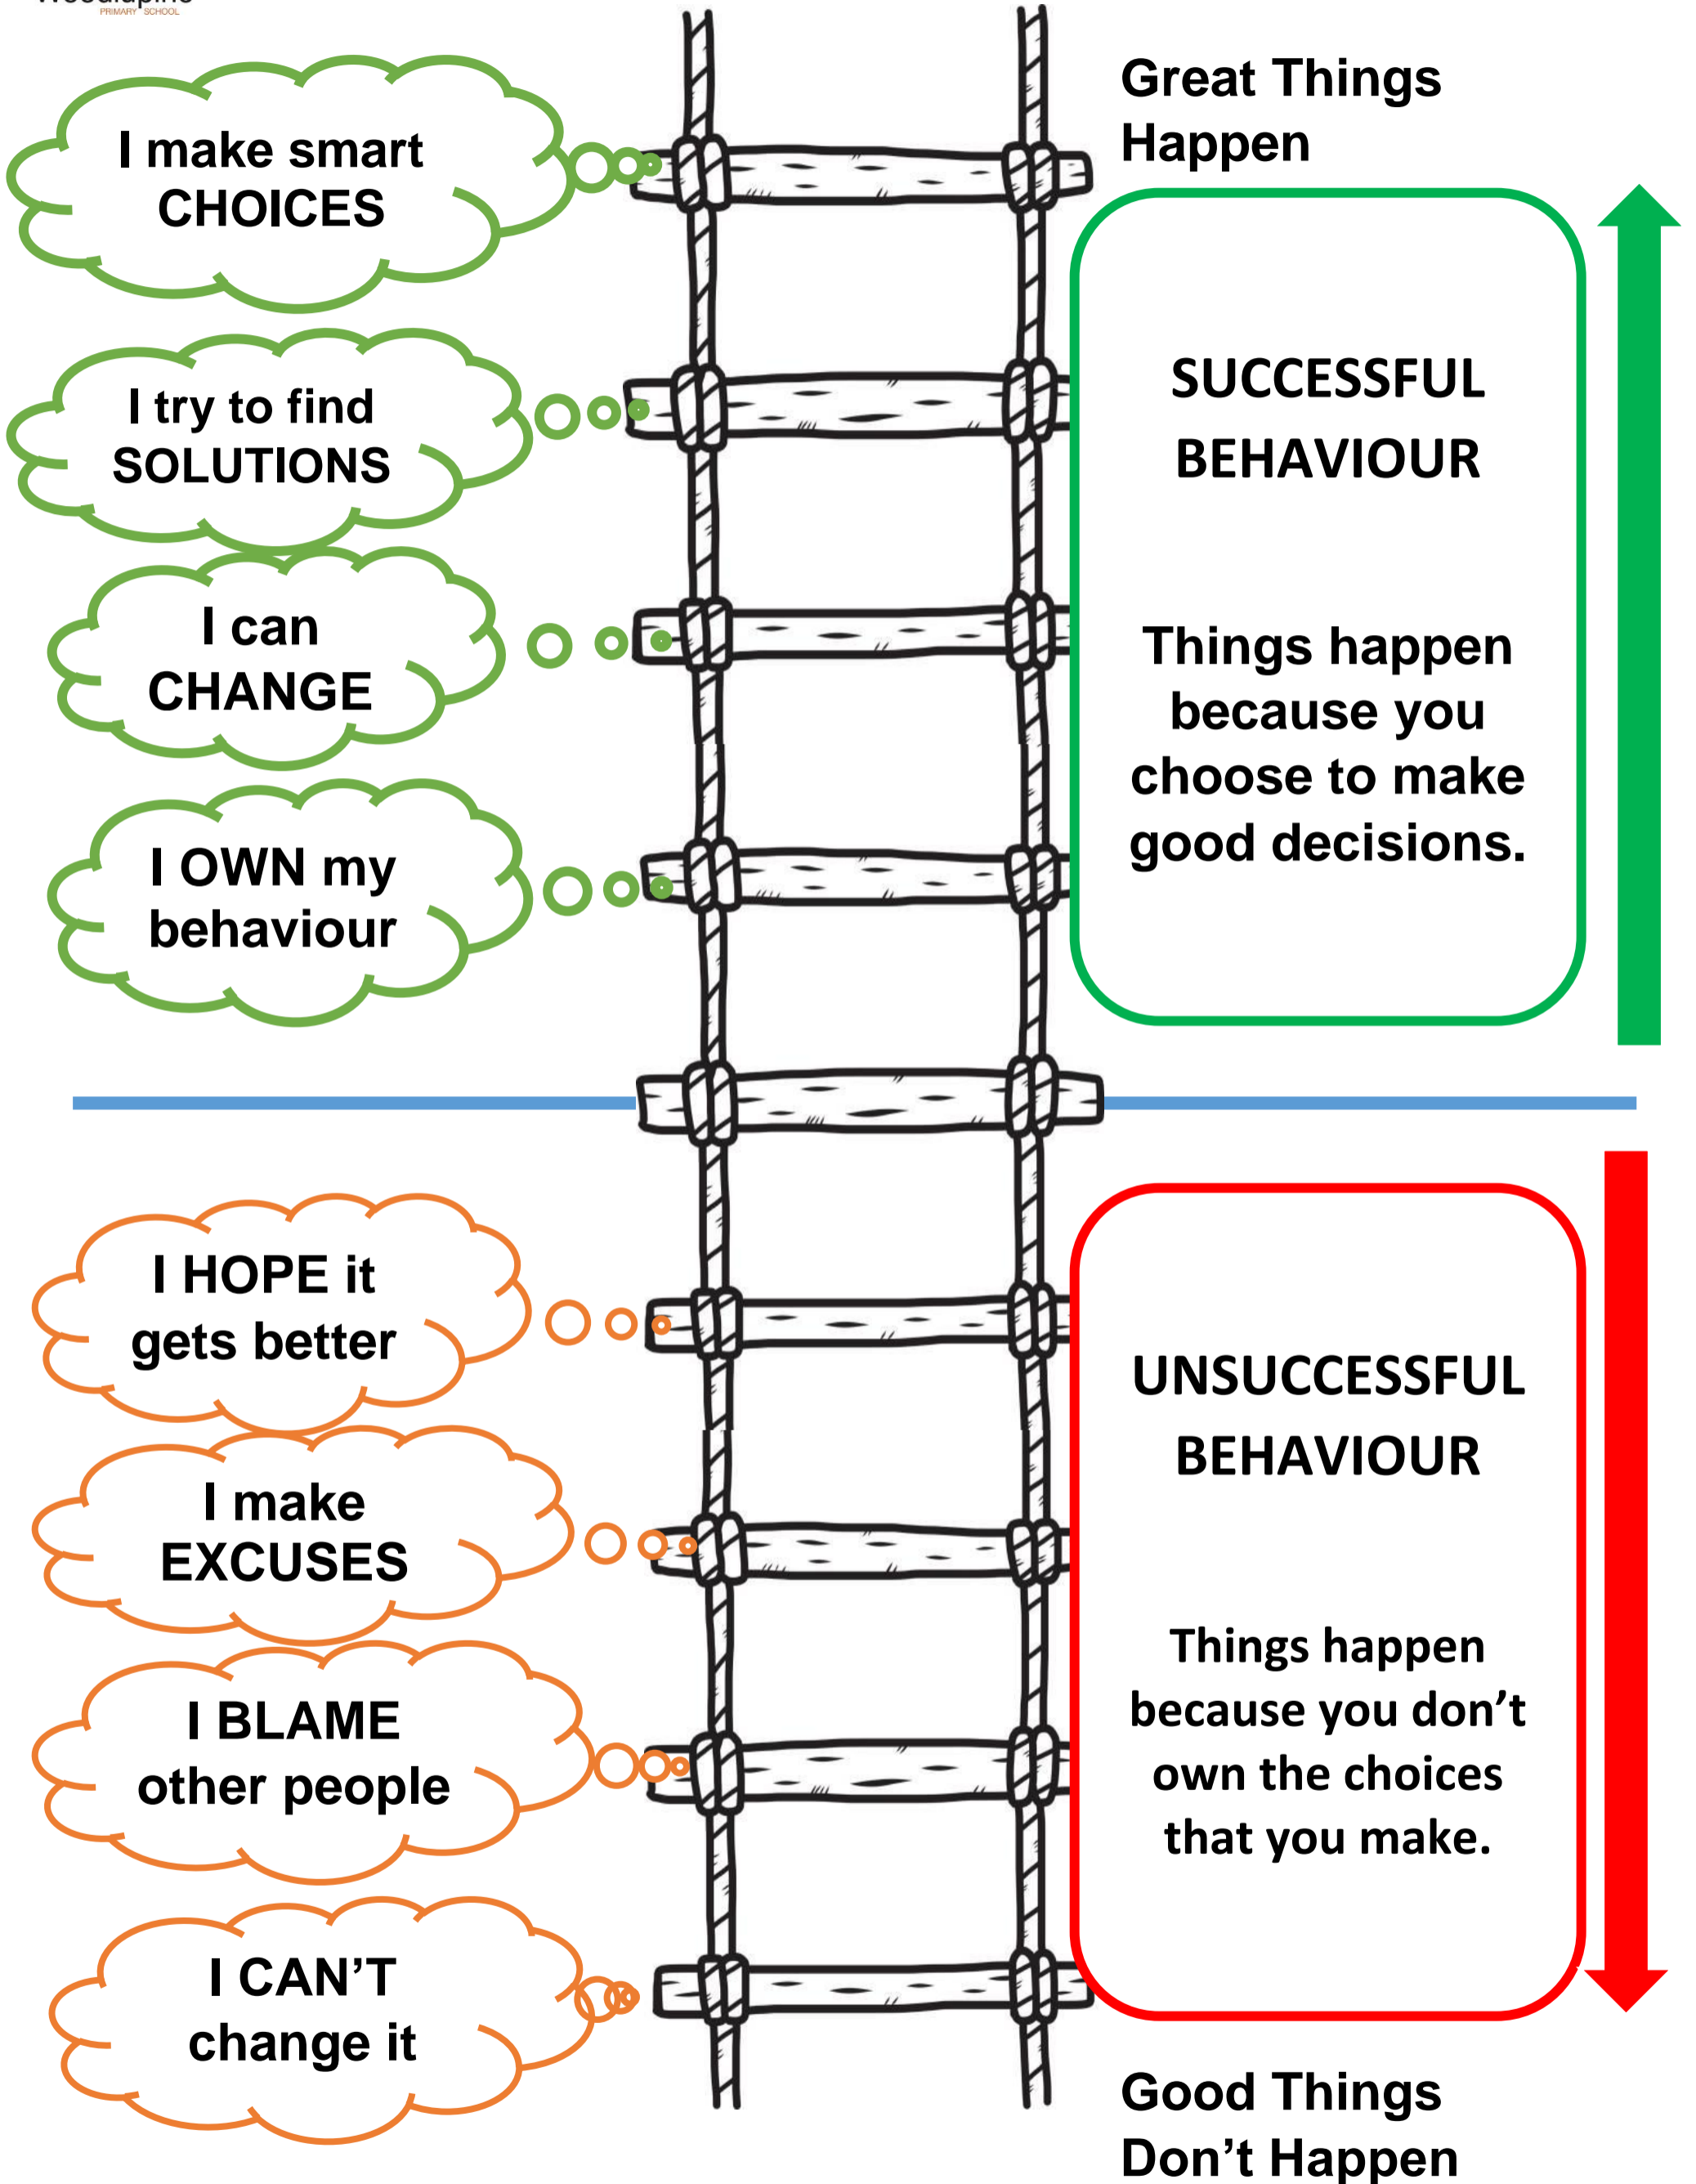 PRIMARY SCHOOL
Great Things
Happen
I make smart
CHOICES
I try to find
SOLUTIONS
I can
CHANGE
I OWN my
behaviour
SUCCESSFUL
BEHAVIOUR
Things happen
because you
choose to make
good decisions.
I HOPE it
gets better
I make
EXCUSES
I BLAME
other people
I CAN'T
change it
UNSUCCESSFUL
BEHAVIOUR
Things happen
because you don't
own the choices
that you make.
Good Things
Don't Happen